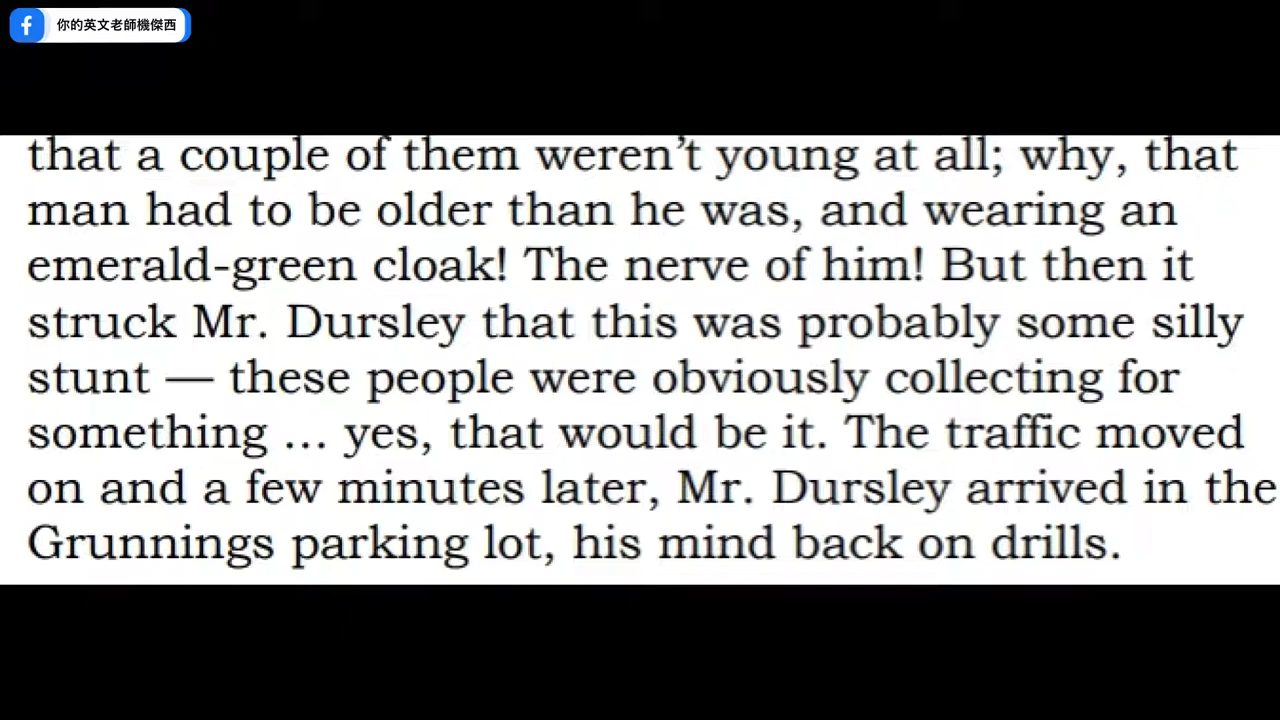 你的英文老師機傑西
that a couple of them weren't young at all; why, that
man had to be older than he was, and wearing an
emerald-green cloak! The nerve of him! But then it
struck Mr. Dursley that this was probably some silly
stunt — these people were obviously collecting for
something ... yes, that would be it. The traffic moved
on and a few minutes later, Mr. Dursley arrived in the
Grunnings parking lot, his mind back on drills.